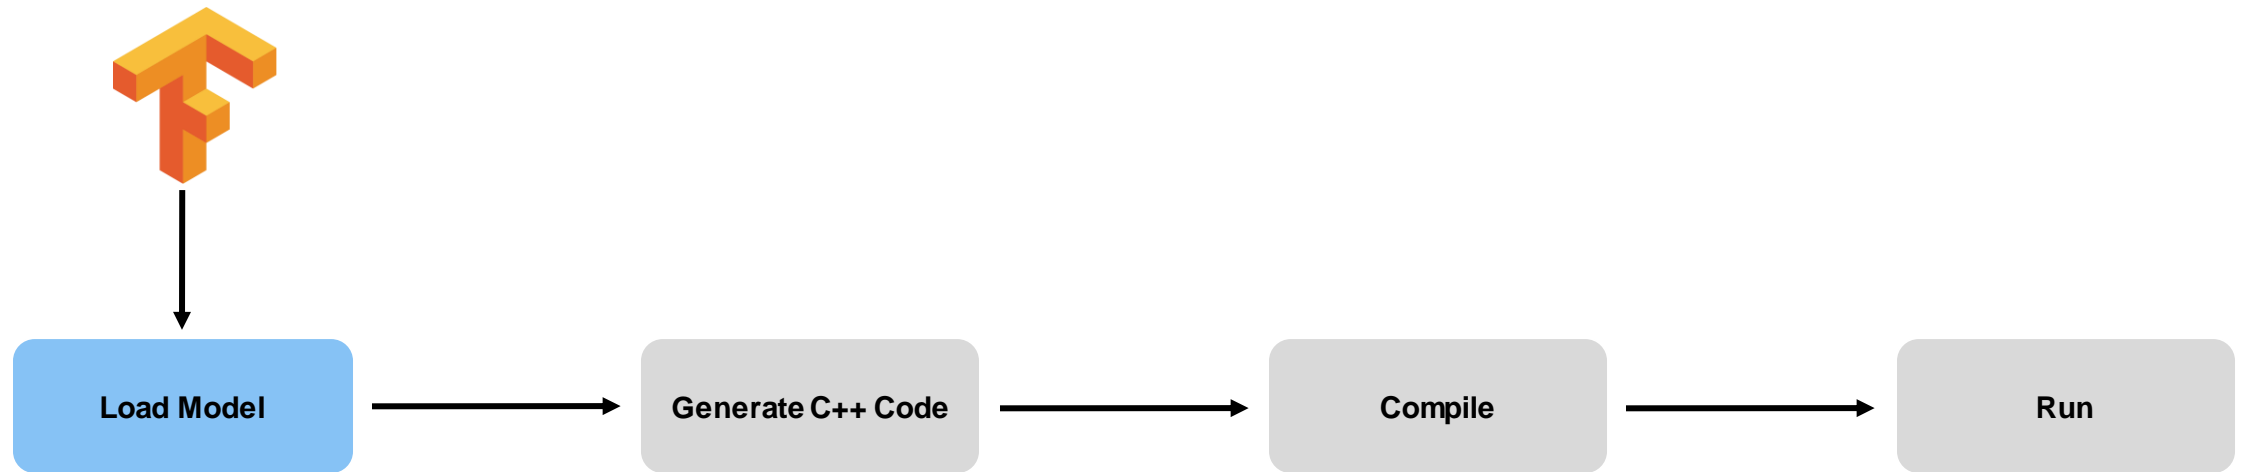 Load Model
Generate C++ Code
Compile
Run